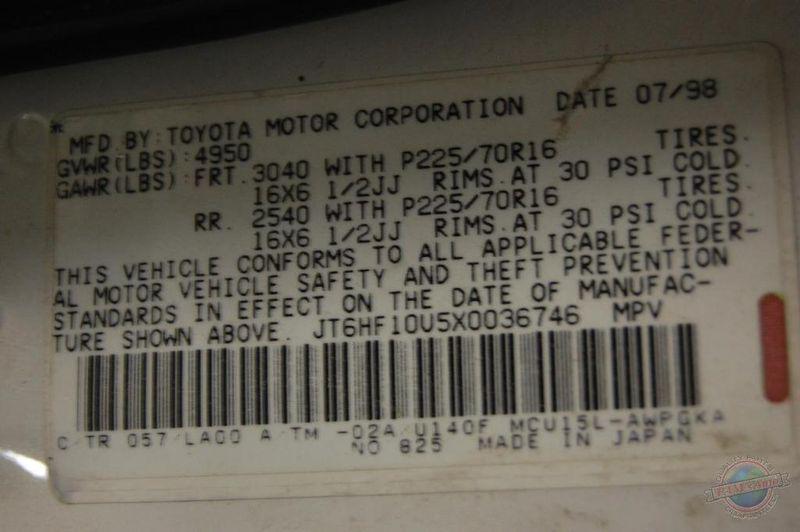 MFD.BY:TOYOTA MOTOR CORPORATION DATE 07/98
GVWR(LBS):4950
GAWR(LBS):FRT. 3040 WITH P225/70R16 TIRES.
16X6 1/2JJ RIMS.AT 30 PSI COLD.
RR. 2540 WITH P225/70R16 TIRES.
16X6 1/2JJ RIMS.AT 30 PSI COLD.
THIS VEHICLE CONFORMS TO ALL APPLICABLE FEDER-
AL MOTOR VEHICLE SAFETY AND THEFT PREVENTION
STANDARDS IN EFFECT ON THE DATE OF MANUFAC-
TURE SHOWN ABOVE. JT6HF10U5X0036746 MPV
C/TR 057/LA00 A/TM -02A/U140F MCU15L-AWPGKA
NO 825 MADE IN JAPAN